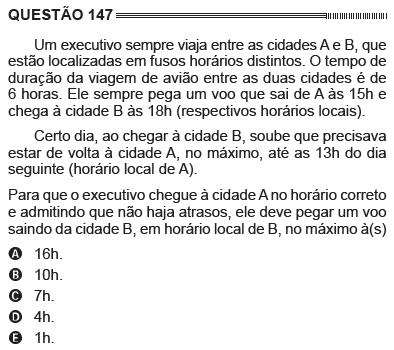 QUESTÃO 147
Um executivo sempre viaja entre as cidades A e B, que
estão localizadas em fusos horários distintos. O tempo de
duração da viagem de avião entre as duas cidades é de
6 horas. Ele sempre pega um voo que sai de A às 15h e
chega à cidade B às 18h (respectivos horários locais).
Certo dia, ao chegar à cidade B, soube que precisava
estar de volta à cidade A, no máximo, até as 13h do dia
seguinte (horário local de A).
Para que o executivo chegue à cidade A no horário correto
e admitindo que não haja atrasos, ele deve pegar um voo
saindo da cidade B, em horário local de B, no máximo à(s)
A 16h.
B 10h.
C 7h.
D 4h.
E 1h.